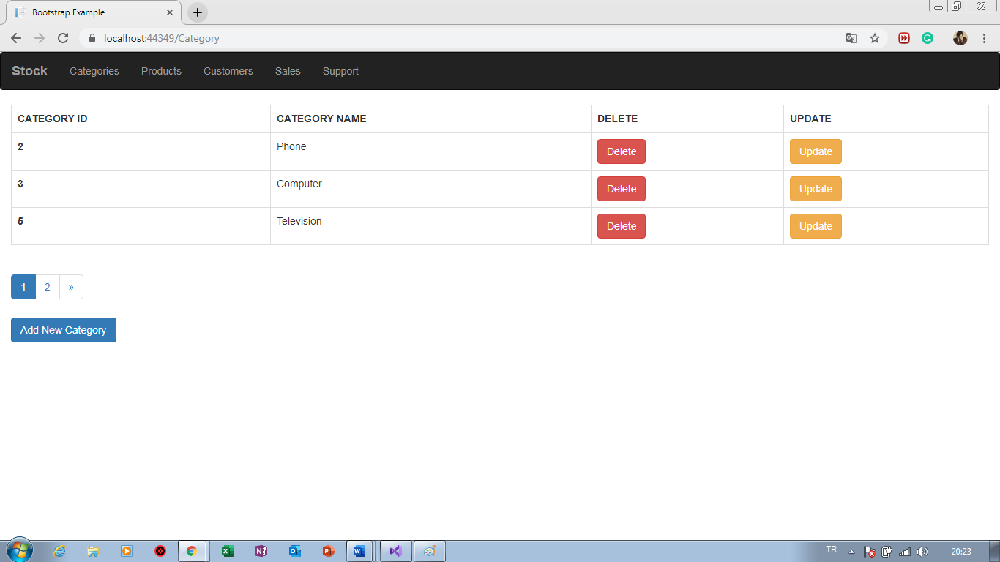 Bootstrap Example
localhost:44349/Category
Stock Categories Products Customers Sales Support
CATEGORY ID CATEGORY NAME DELETE UPDATE
2 Phone Delete Update
3 Computer Delete Update
5 Television Delete Update
1 2 »
Add New Category
TR 20:23